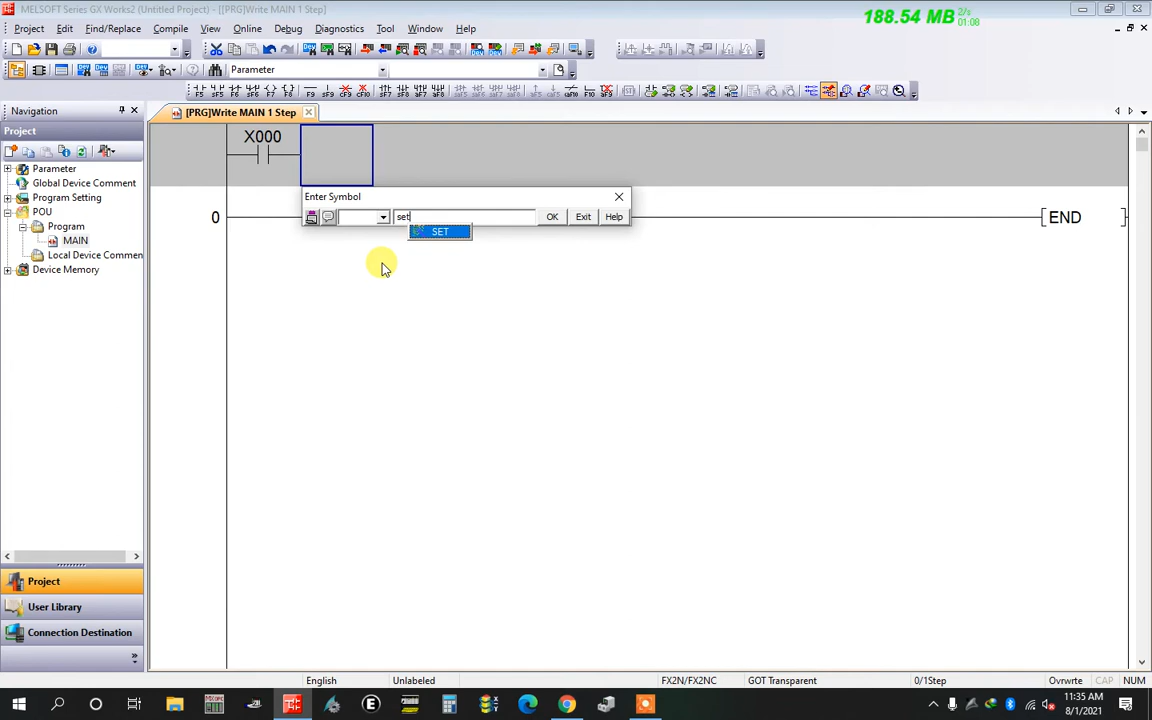 MELSOFT Series GX Works2 (Untitled Project) - [[PRG]Write MAIN 1 Step]
188.54 MB 2/s 01:08
Project Edit Find/Replace Compile View Online Debug Diagnostics Tool Window Help
Parameter
Navigation
[PRG]Write MAIN 1 Step
Project
X000
Parameter
Global Device Comment
Program Setting
POU
Program
MAIN
Local Device Commen
Device Memory
Enter Symbol
set
OK Exit Help
SET
0
END
Project
User Library
Connection Destination
English Unlabeled FX2N/FX2NC GOT Transparent 0/1Step Ovrwrte CAP NUM
11:35 AM
8/1/2021